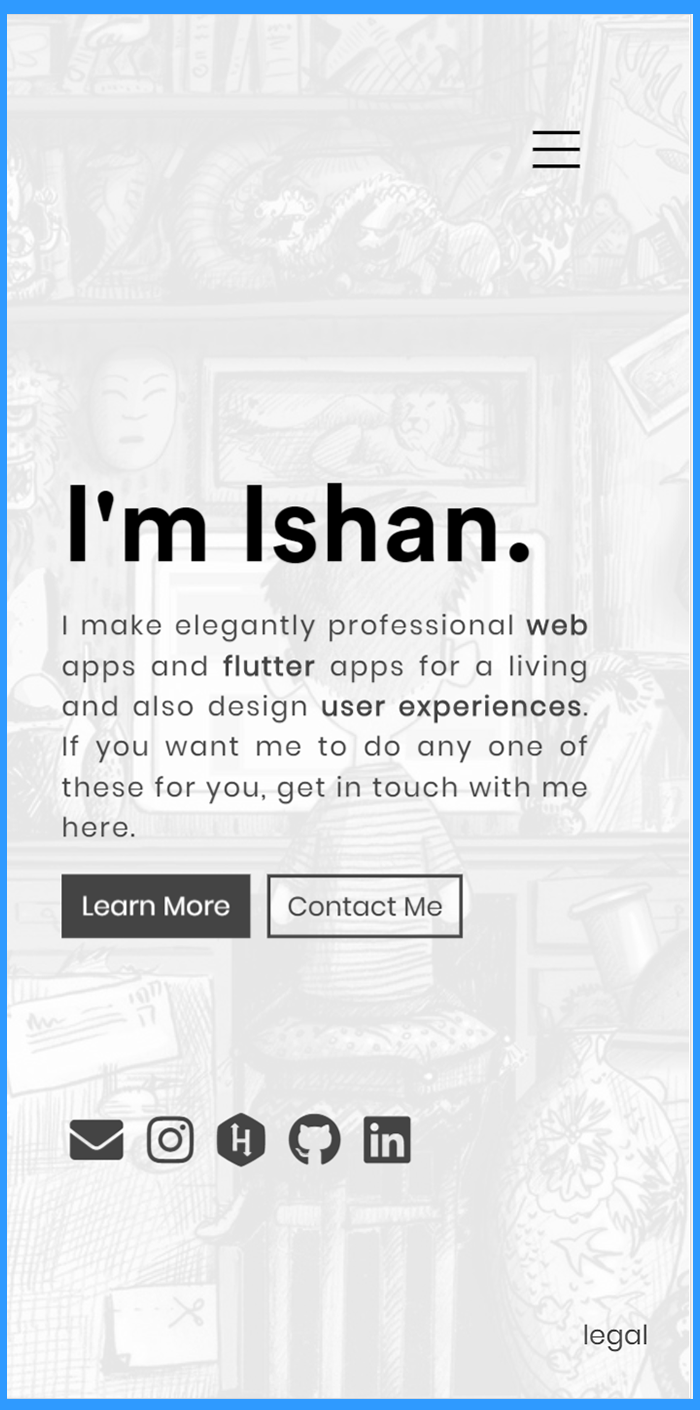 I'm Ishan.
I make elegantly professional web
apps and flutter apps for a living
and also design user experiences.
If you want me to do any one of
these for you, get in touch with me
here.
Learn More
Contact Me
legal